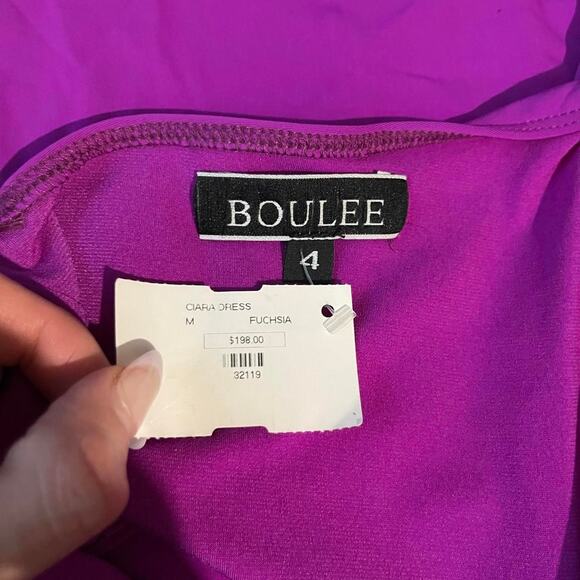 BOULEE
4
CIARA DRESS
M FUCHSIA
$198.00
32119